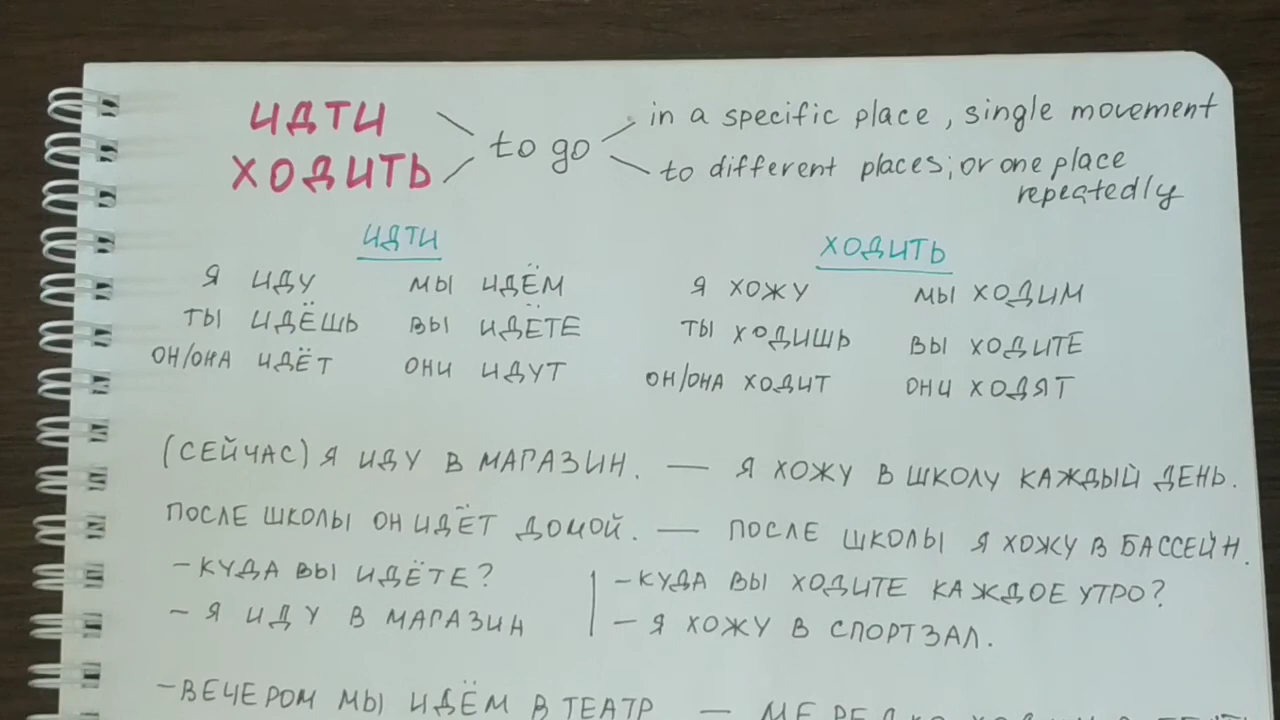 ИДТИ
ХОДИТЬ
to go
in a specific place, single movement
to different places; or one place
repeatedly
ИДТИ
Я ИДУ МЫ ИДЁМ
ТЫ ИДЁШЬ ВЫ ИДЁТЕ
ОН/ОНА ИДЁТ ОНИ ИДУТ
ХОДИТЬ
Я ХОЖУ МЫ ХОДИМ
ТЫ ХОДИШЬ ВЫ ХОДИТЕ
ОН/ОНА ХОДИТ ОНИ ХОДЯТ
(СЕЙЧАС) Я ИДУ В МАГАЗИН. — Я ХОЖУ В ШКОЛУ КАЖДЫЙ ДЕНЬ.
ПОСЛЕ ШКОЛЫ ОН ИДЁТ ДОМОЙ. — ПОСЛЕ ШКОЛЫ Я ХОЖУ В БАССЕЙН.
- КУДА ВЫ ИДЁТЕ?
- Я ИДУ В МАГАЗИН
- КУДА ВЫ ХОДИТЕ КАЖДОЕ УТРО?
- Я ХОЖУ В СПОРТЗАЛ.
- ВЕЧЕРОМ МЫ ИДЁМ В ТЕАТР —